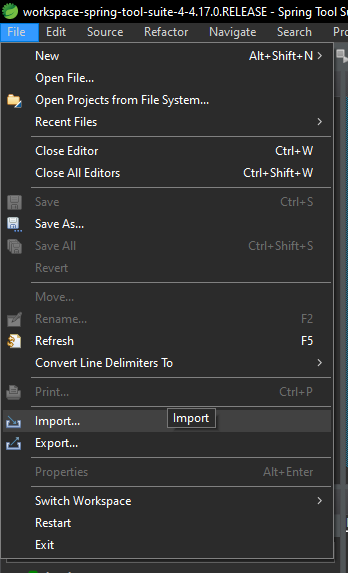 workspace-spring-tool-suite-4-4.17.0.RELEASE - Spring Tool Su
File Edit Source Refactor Navigate Search
New Alt+Shift+N
Open File...
Open Projects from File System...
Recent Files
Close Editor Ctrl+W
Close All Editors Ctrl+Shift+W
Save Ctrl+S
Save As...
Save All Ctrl+Shift+S
Revert
Move...
Rename... F2
Refresh F5
Convert Line Delimiters To
Print... Ctrl+P
Import... Import
Export...
Properties Alt+Enter
Switch Workspace
Restart
Exit